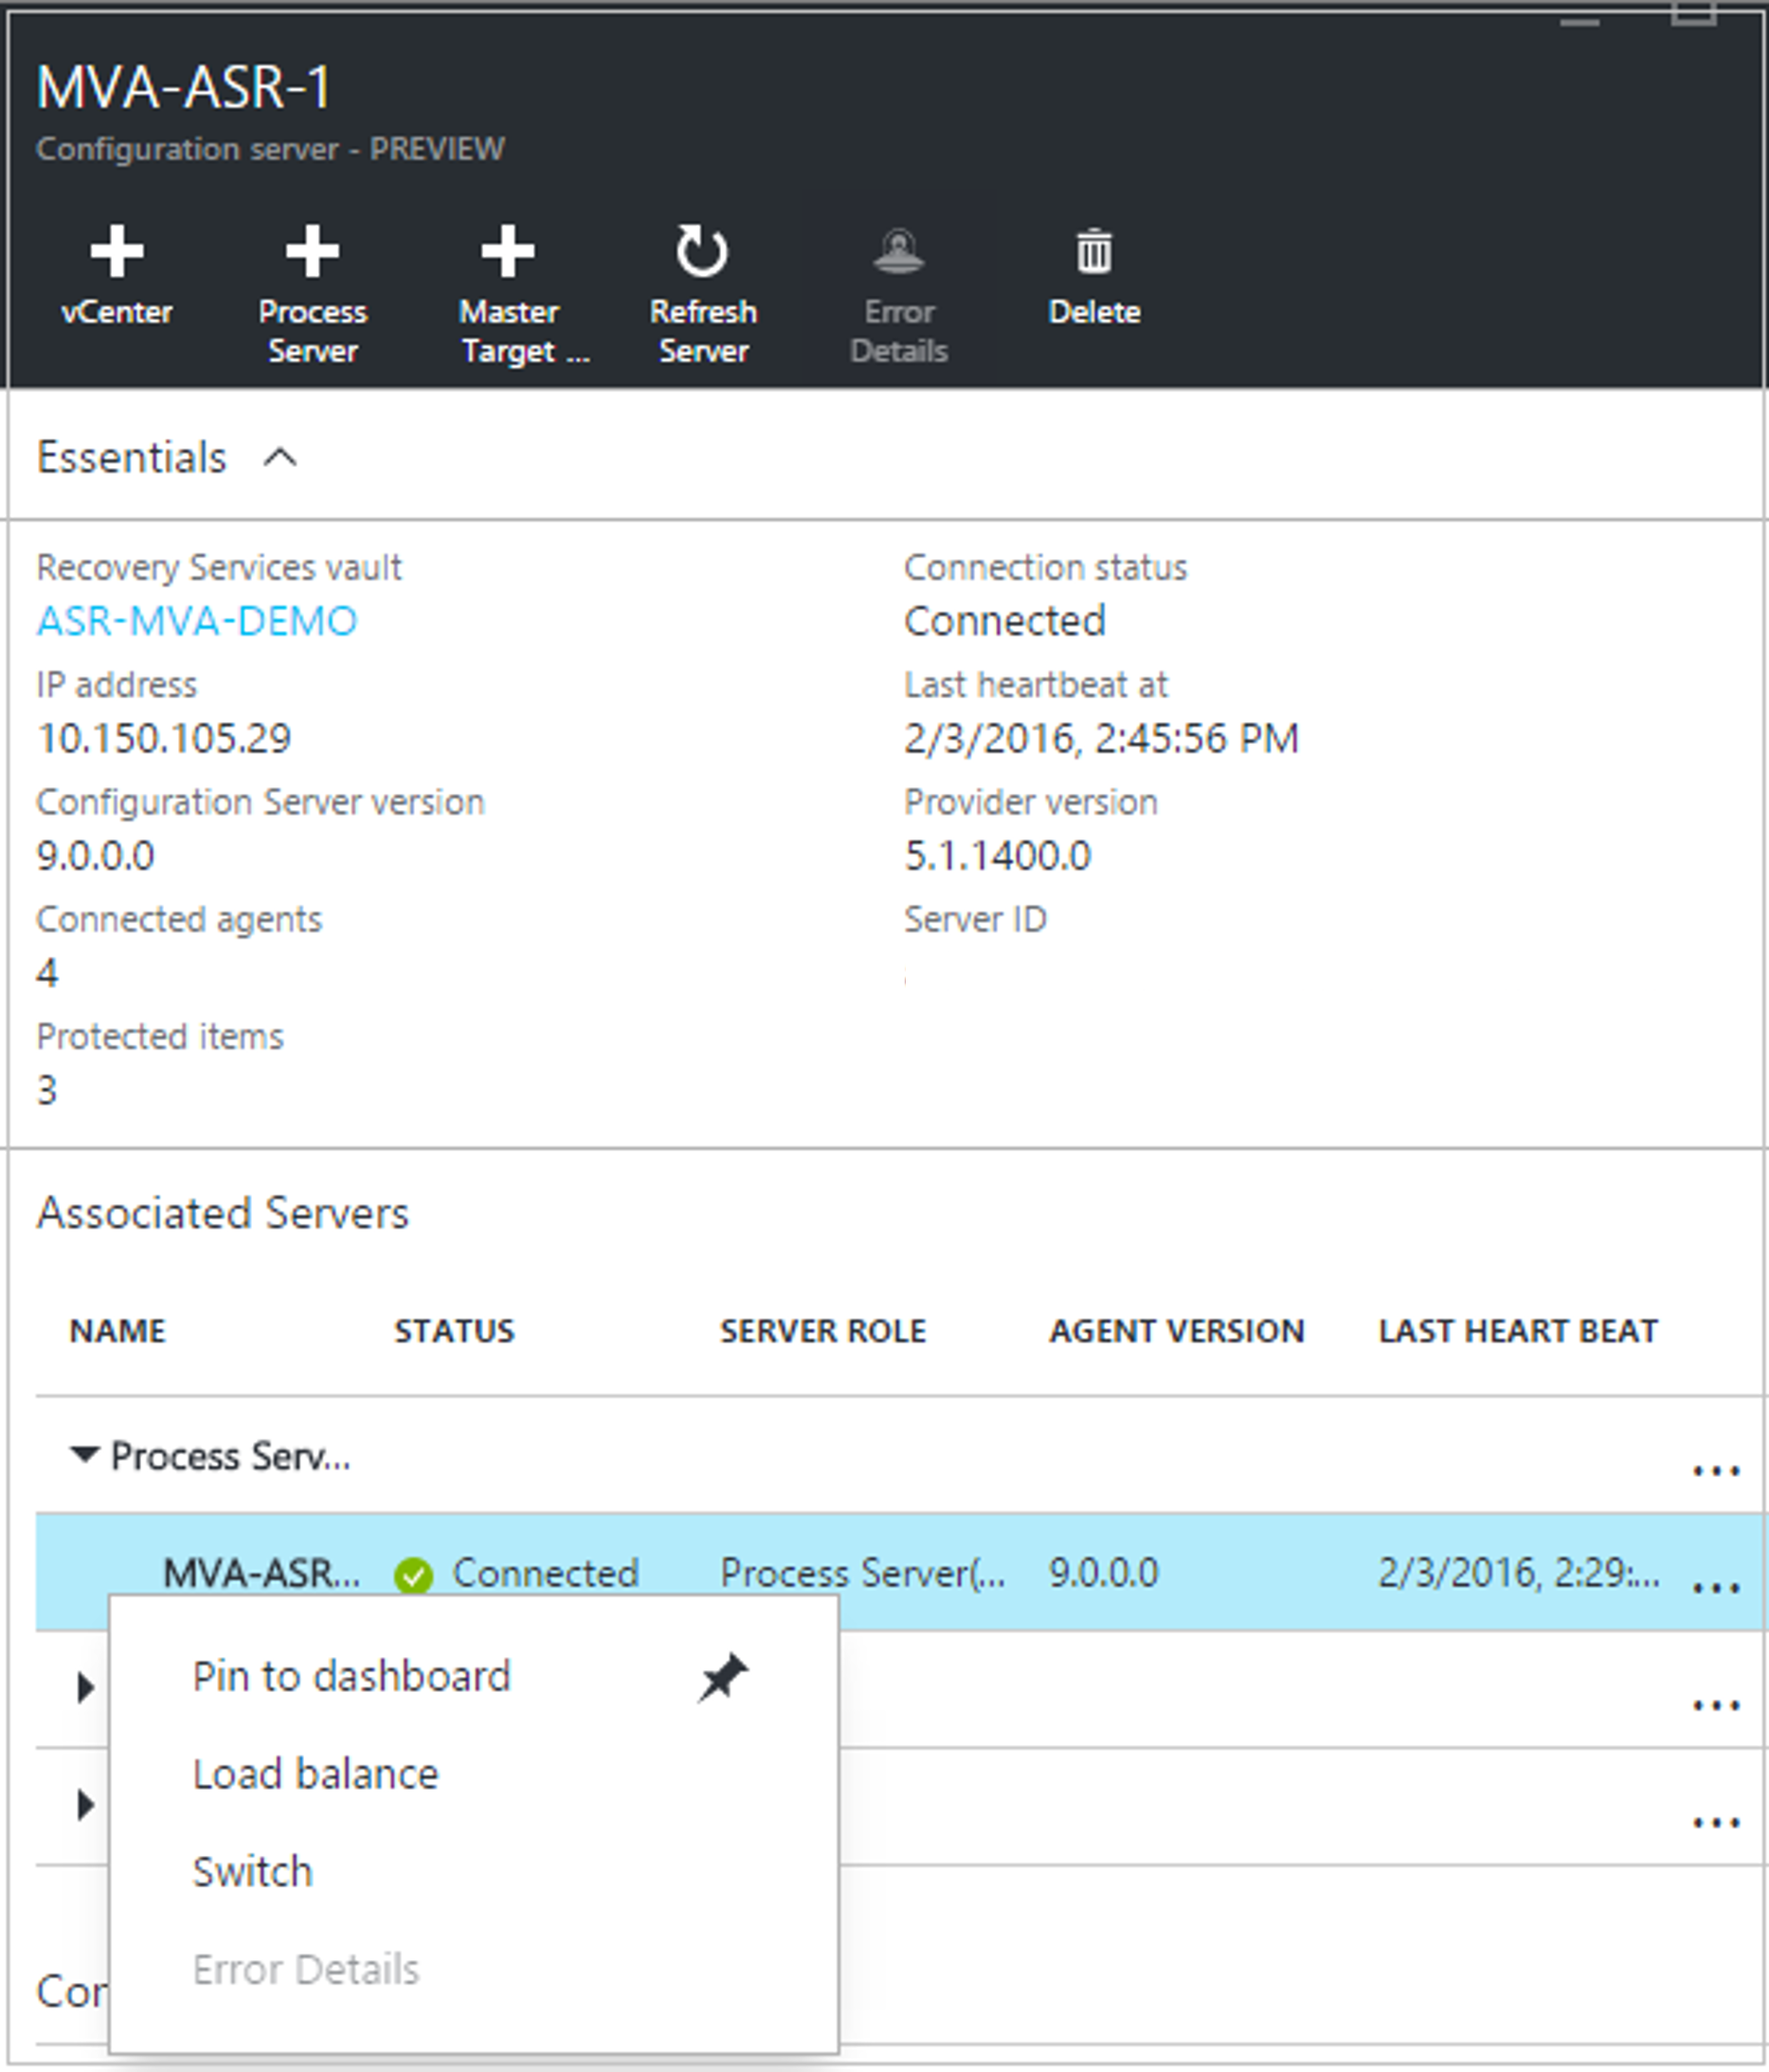 MVA-ASR-1
Configuration server - PREVIEW
vCenter
Process Server
Master Target ...
Refresh Server
Error Details
Delete
Essentials
Recovery Services vault
ASR-MVA-DEMO
Connection status
Connected
IP address
10.150.105.29
Last heartbeat at
2/3/2016, 2:45:56 PM
Configuration Server version
9.0.0.0
Provider version
5.1.1400.0
Connected agents
4
Server ID
Protected items
3
Associated Servers
NAME STATUS SERVER ROLE AGENT VERSION LAST HEART BEAT
Process Serv... ...
MVA-ASR... Connected Process Server(... 9.0.0.0 2/3/2016, 2:29:... ...
Pin to dashboard
...
Load balance
...
Switch
Error Details
Cor